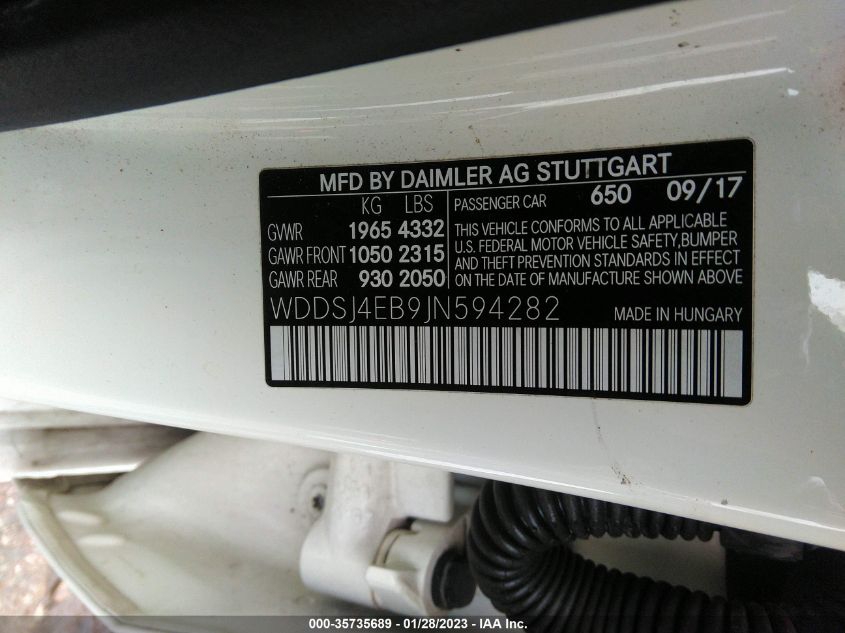 MFD BY DAIMLER AG STUTTGART
KG LBS
GVWR 1965 4332
GAWR FRONT 1050 2315
GAWR REAR 930 2050
PASSENGER CAR 650 09/17
THIS VEHICLE CONFORMS TO ALL APPLICABLE
U.S. FEDERAL MOTOR VEHICLE SAFETY,BUMPER
AND THEFT PREVENTION STANDARDS IN EFFECT
ON THE DATE OF MANUFACTURE SHOWN ABOVE
WDDSJ4EB9JN594282
MADE IN HUNGARY
000-35735689 - 01/28/2023 - IAA Inc.